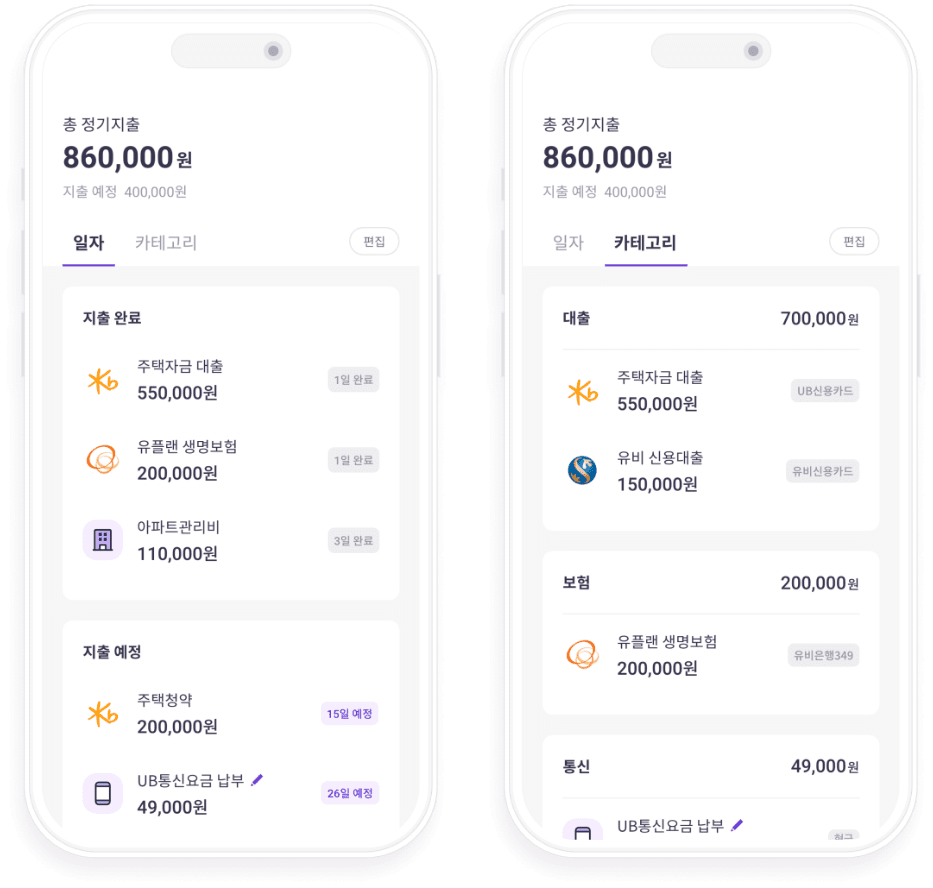 총 정기지출
860,000원
지출 예정 400,000원
일자 카테고리 편집
지출 완료
주택자금 대출
550,000원
1일 완료
유플랜 생명보험
200,000원
1일 완료
아파트관리비
110,000원
3일 완료
지출 예정
주택청약
200,000원
15일 예정
UB통신요금 납부
49,000원
26일 예정
총 정기지출
860,000원
지출 예정 400,000원
일자 카테고리 편집
대출 700,000원
주택자금 대출
550,000원
UB신용카드
유비 신용대출
150,000원
유비신용카드
보험 200,000원
유플랜 생명보험
200,000원
유비은행349
통신 49,000원
UB통신요금 납부